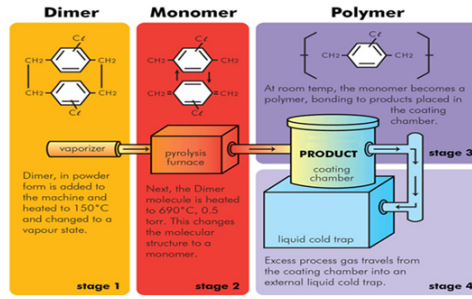 Dimer
Monomer
Polymer
Cℓ
CH2
CH2
CH2
CH2
Cℓ
Cℓ
CH2
CH2
CH2
CH2
Cℓ
Cℓ
CH2
CH2
At room temp, the monomer becomes a
polymer, bonding to products placed in
the coating
chamber.
vaporizer
pyrolysis
furnace
PRODUCT
coating
chamber
stage 3
Dimer, in powder
form is added to
the machine and
heated to 150°C
and changed to a
vapour state.
Next, the Dimer
molecule is heated
to 690°C, 0.5
torr. This changes
the molecular
structure to a
monomer.
liquid cold trap
Excess process gas travels from
the coating chamber into an
external liquid cold trap.
stage 1
stage 2
stage 4